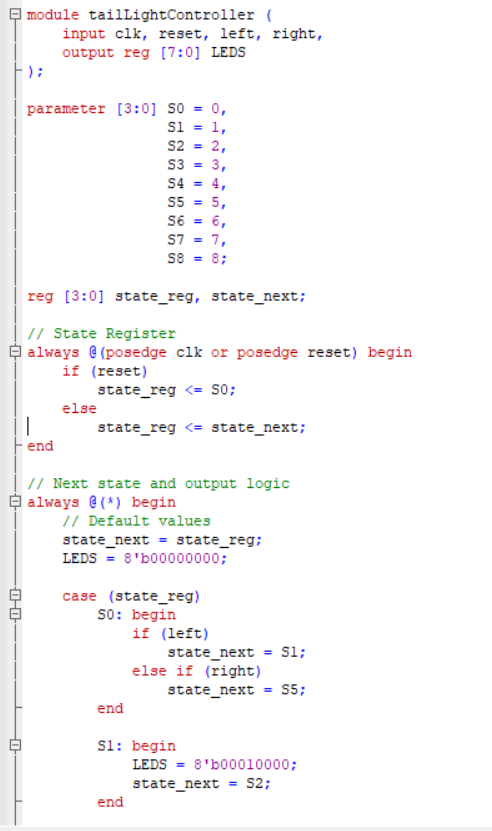 module tailLightController (
    input clk, reset, left, right,
    output reg [7:0] LEDS
);
parameter [3:0] S0 = 0,
                S1 = 1,
                S2 = 2,
                S3 = 3,
                S4 = 4,
                S5 = 5,
                S6 = 6,
                S7 = 7,
                S8 = 8;
reg [3:0] state_reg, state_next;
// State Register
always @(posedge clk or posedge reset) begin
    if (reset)
        state_reg <= S0;
    else
        state_reg <= state_next;
end
// Next state and output logic
always @(*) begin
    // Default values
    state_next = state_reg;
    LEDS = 8'b00000000;
    case (state_reg)
        S0: begin
            if (left)
                state_next = S1;
            else if (right)
                state_next = S5;
        end
        S1: begin
            LEDS = 8'b00010000;
            state_next = S2;
        end